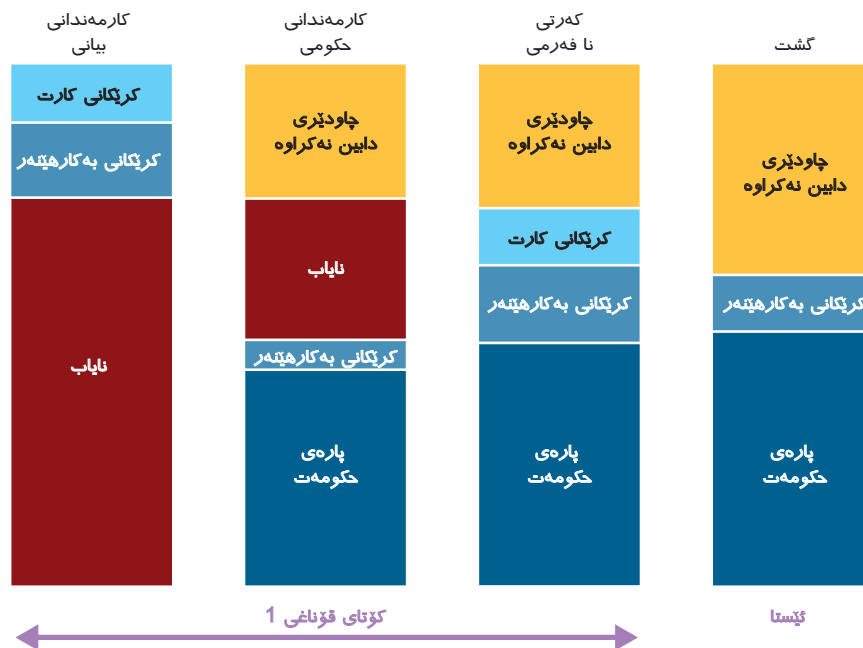 گشت
کەرتی
نا فەرمی
کارمەندانی
حکومی
کارمەندانی
بیانی
چاودێری
دابین نەکراوە
کرێکانی بەکارهێنەر
پارەی
حکومەت
چاودێری
دابین نەکراوە
کرێکانی کارت
کرێکانی بەکارهێنەر
پارەی
حکومەت
چاودێری
دابین نەکراوە
نایاب
کرێکانی بەکارهێنەر
پارەی
حکومەت
کرێکانی کارت
کرێکانی بەکارهێنەر
نایاب
ئێستا
کۆتای قۆناغی 1